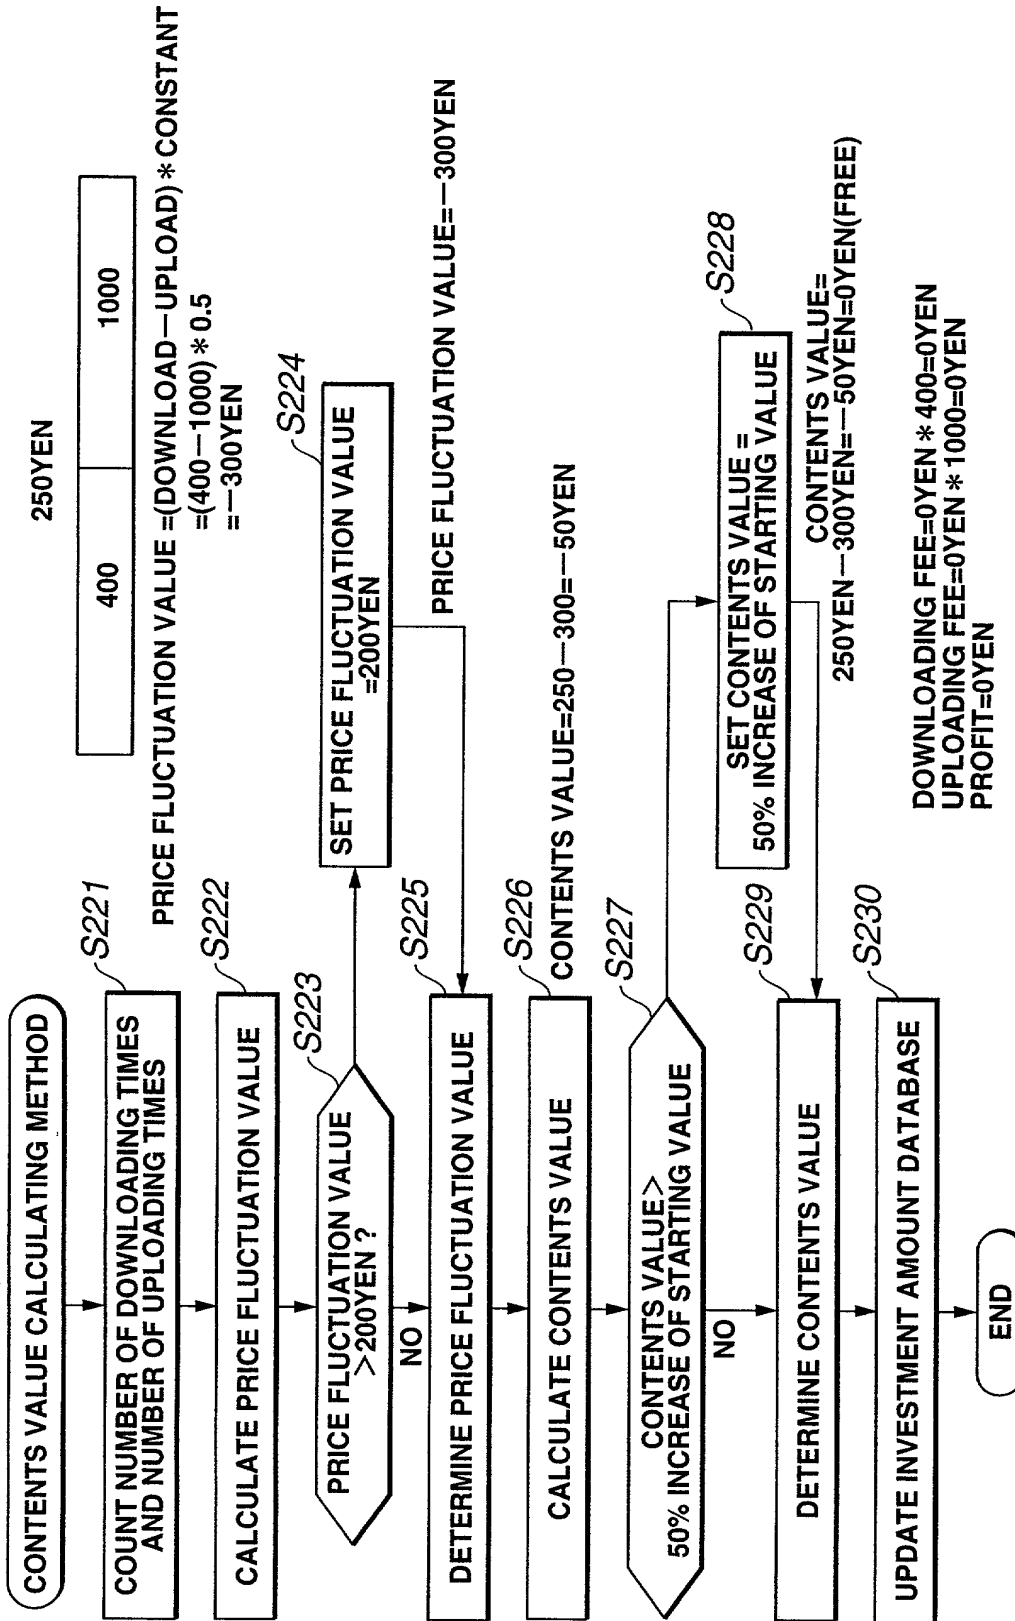 CONTENTS VALUE CALCULATING METHOD
S221
COUNT NUMBER OF DOWNLOADING TIMES
AND NUMBER OF UPLOADING TIMES
S222
CALCULATE PRICE FLUCTUATION VALUE
S223
PRICE FLUCTUATION VALUE
>200YEN ?
NO
S224
SET PRICE FLUCTUATION VALUE
=200YEN
S225
DETERMINE PRICE FLUCTUATION VALUE
S226
CALCULATE CONTENTS VALUE
S227
CONTENTS VALUE>
50% INCREASE OF STARTING VALUE
NO
S228
SET CONTENTS VALUE =
50% INCREASE OF STARTING VALUE
S229
DETERMINE CONTENTS VALUE
S230
UPDATE INVESTMENT AMOUNT DATABASE
END
250YEN
400
1000
PRICE FLUCTUATION VALUE =(DOWNLOAD—UPLOAD)*CONSTANT
=(400—1000)*0.5
=—300YEN
PRICE FLUCTUATION VALUE=—300YEN
CONTENTS VALUE=250—300=—50YEN
CONTENTS VALUE=
250YEN—300YEN=—50YEN=0YEN(FREE)
DOWNLOADING FEE=0YEN*400=0YEN
UPLOADING FEE=0YEN*1000=0YEN
PROFIT=0YEN